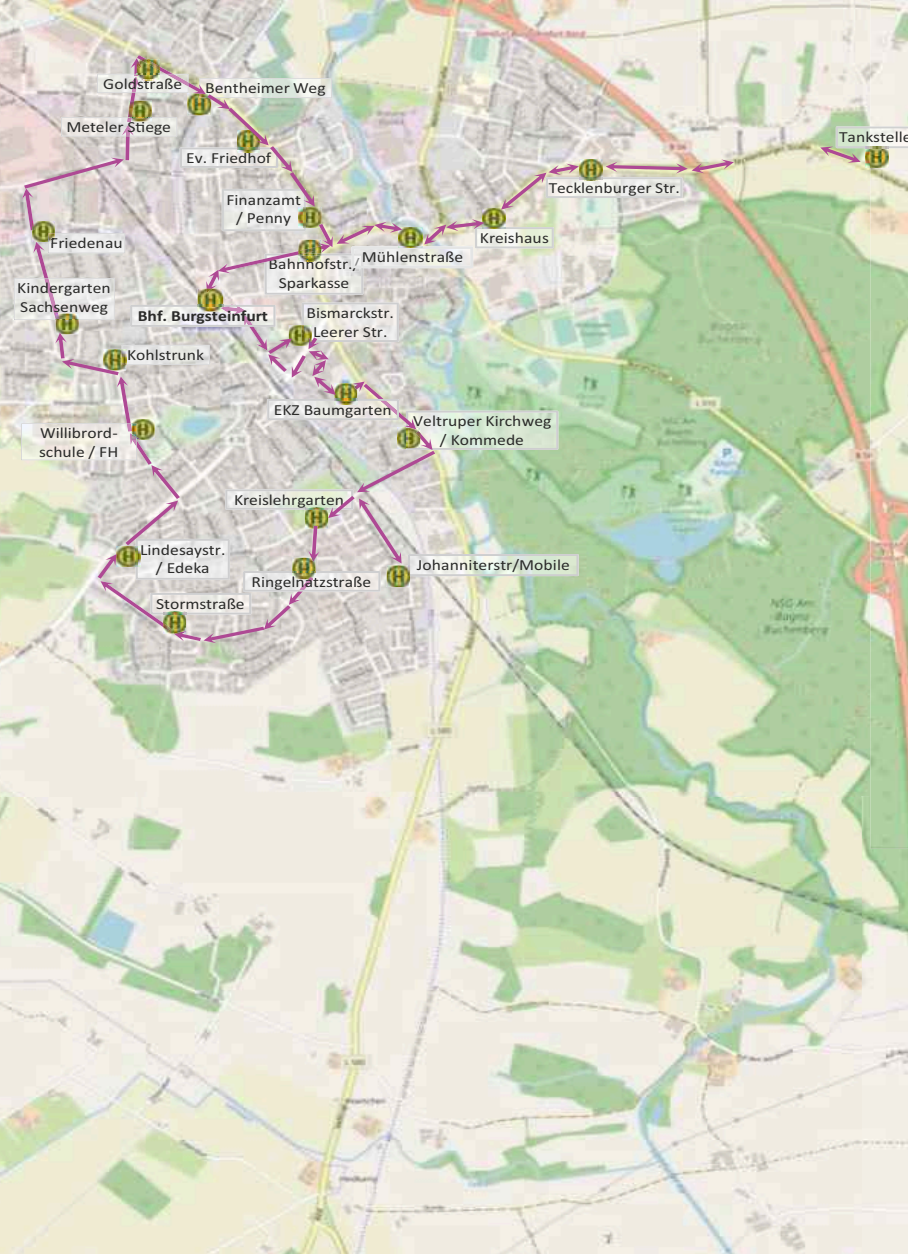 Goldstraße
Bentheimer Weg
Meteler Stiege
Ev. Friedhof
Tankstelle
Tecklenburger Str.
Finanzamt
/ Penny
Friedenau
Kreishaus
Mühlenstraße
Bahnhofstr./
Sparkasse
Kindergarten
Sachsenweg
Bhf. Burgsteinfurt
Bismarckstr.
Leerer Str.
Kohlstrunk
EKZ Baumgarten
Willibrord-
schule / FH
Veltruper Kirchweg
/ Kommede
Kreislehrgarten
Lindesaystr.
/ Edeka
Johanniterstr/Mobile
Ringelnatzstraße
Stormstraße
NSG Am
Bagno
Buchenberg